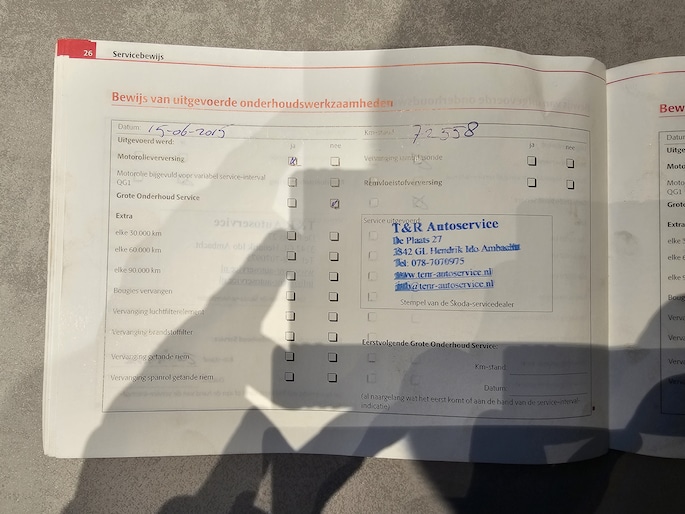 26 Servicebewijs
Bewijs van uitgevoerde onderhoudswerkzaamheden
Bew
Datum: 15-06-2015 Km-stand: 72558
Datum
Uitgevoerd werd: ja nee ja nee
Uitge
Motorolieverversing
Moto
Motorolie bijgevuld voor variabel service-interval
QG1
Remvloeistofverversing
Moto
QG1
Grote Onderhoud Service
Grote
Extra
Service uitgevoerd:
Extra
elke 30.000 km
elke 60.000 km
elke 90.000 km
Bougies vervangen
Vervanging luchtfilterelement
Vervanging brandstoffilter
Vervanging getande riem
Vervanging spanrol getande riem
T&R Autoservice
De Plaats 27
3342 GL Hendrik Ido Ambacht
Tel: 078-7070975
www.tenr-autoservice.nl
info@tenr-autoservice.nl
Stempel van de Škoda-servicedealer
Eerstvolgende Grote Onderhoud Service:
Km-stand:
Datum:
(al naargelang wat het eerst komt of aan de hand van de service-interval-
indicatie)
elke
elke 6
elke 9
Bougi
Verva
Verva
Verva
Verva